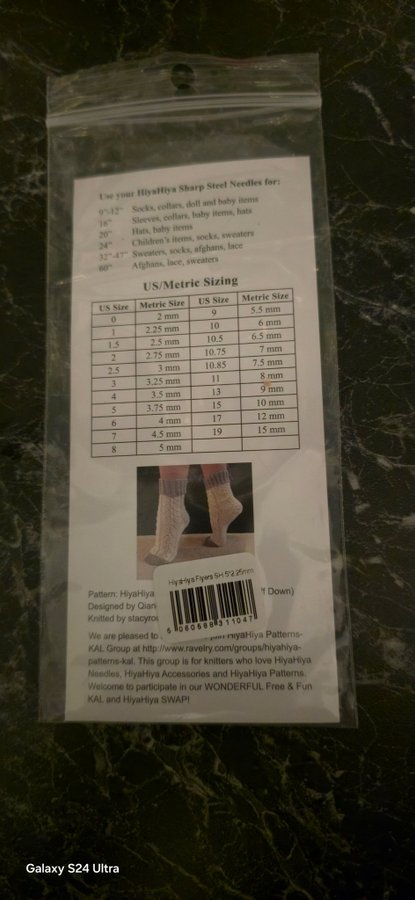 Use your HiyaHiya Sharp Steel Needles for:
9"-12" Socks, collars, doll and baby items
16" Sleeves, collars, baby items, hats
20" Hats, baby items
24" Children's items, socks, sweaters
32"-47" Sweaters, socks, afghans, lace
60" Afghans, lace, sweaters
US/Metric Sizing
US Size Metric Size US Size Metric Size
0 2 mm 9 5.5 mm
1 2.25 mm 10 6 mm
1.5 2.5 mm 10.5 6.5 mm
2 2.75 mm 10.75 7 mm
2.5 3 mm 10.85 7.5 mm
3 3.25 mm 11 8 mm
4 3.5 mm 13 9 mm
5 3.75 mm 15 10 mm
6 4 mm 17 12 mm
7 4.5 mm 19 15 mm
8 5 mm
HiyaHiya Flyers SH 5"2.25mm
5 060568 311047
Pattern: HiyaHiya Down)
Designed by Qian
Knitted by stacyrou
We are pleased to HiyaHiya Patterns-
KAL Group at http://www.ravelry.com/groups/hiyahiya-
patterns-kal. This group is for knitters who love HiyaHiya
Needles, HiyaHiya Accessories and HiyaHiya Patterns.
Welcome to participate in our WONDERFUL Free & Fun
KAL and HiyaHiya SWAP!
Galaxy S24 Ultra